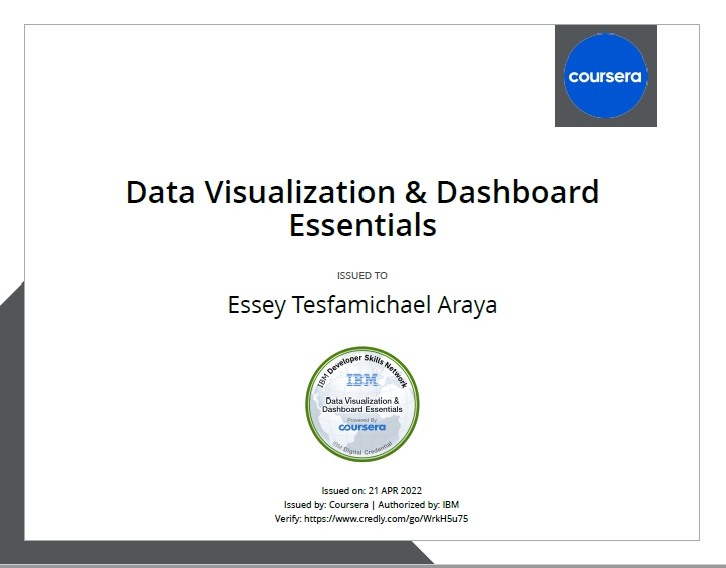 coursera
Data Visualization & Dashboard
Essentials
ISSUED TO
Essey Tesfamichael Araya
IBM Developer Skills Network
IBM
Data Visualization &
Dashboard Essentials
Powered By
coursera
IBM Digital Credential
Issued on: 21 APR 2022
Issued by: Coursera | Authorized by: IBM
Verify: https://www.credly.com/go/WrkH5u75